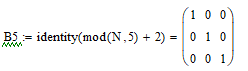 B5 := identity(mod(N,5) + 2) =
1 0 0
0 1 0
0 0 1